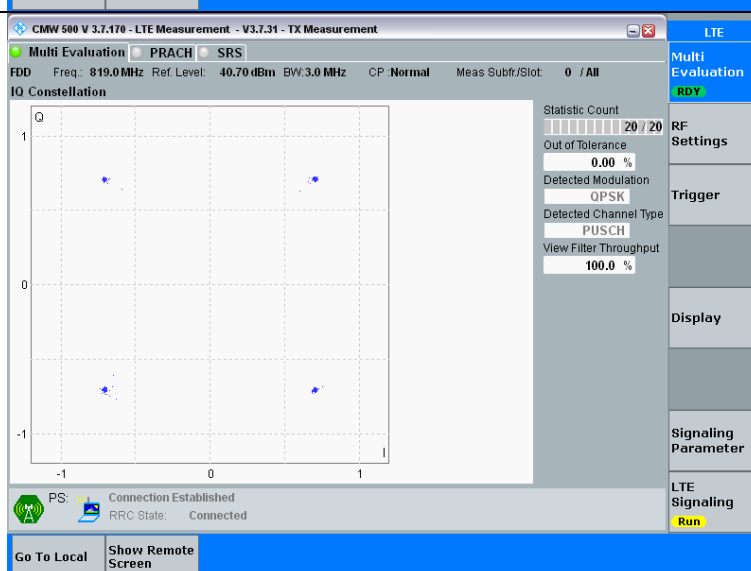 CMW 500 V 3.7.170 - LTE Measurement - V3.7.31 - TX Measurement
LTE
Multi Evaluation PRACH SRS
FDD Freq.: 819.0 MHz Ref. Level: 40.70 dBm BW: 3.0 MHz CP :Normal Meas Subfr./Slot: 0 / All
IQ Constellation
Q
1
0
-1
-1
0
1
I
Statistic Count
20 / 20
Out of Tolerance
0.00 %
Detected Modulation
QPSK
Detected Channel Type
PUSCH
View Filter Throughput
100.0 %
Multi
Evaluation
RDY
RF
Settings
Trigger
Display
Signaling
Parameter
LTE
Signaling
Run
PS: Connection Established
RRC State: Connected
Go To Local
Show Remote
Screen